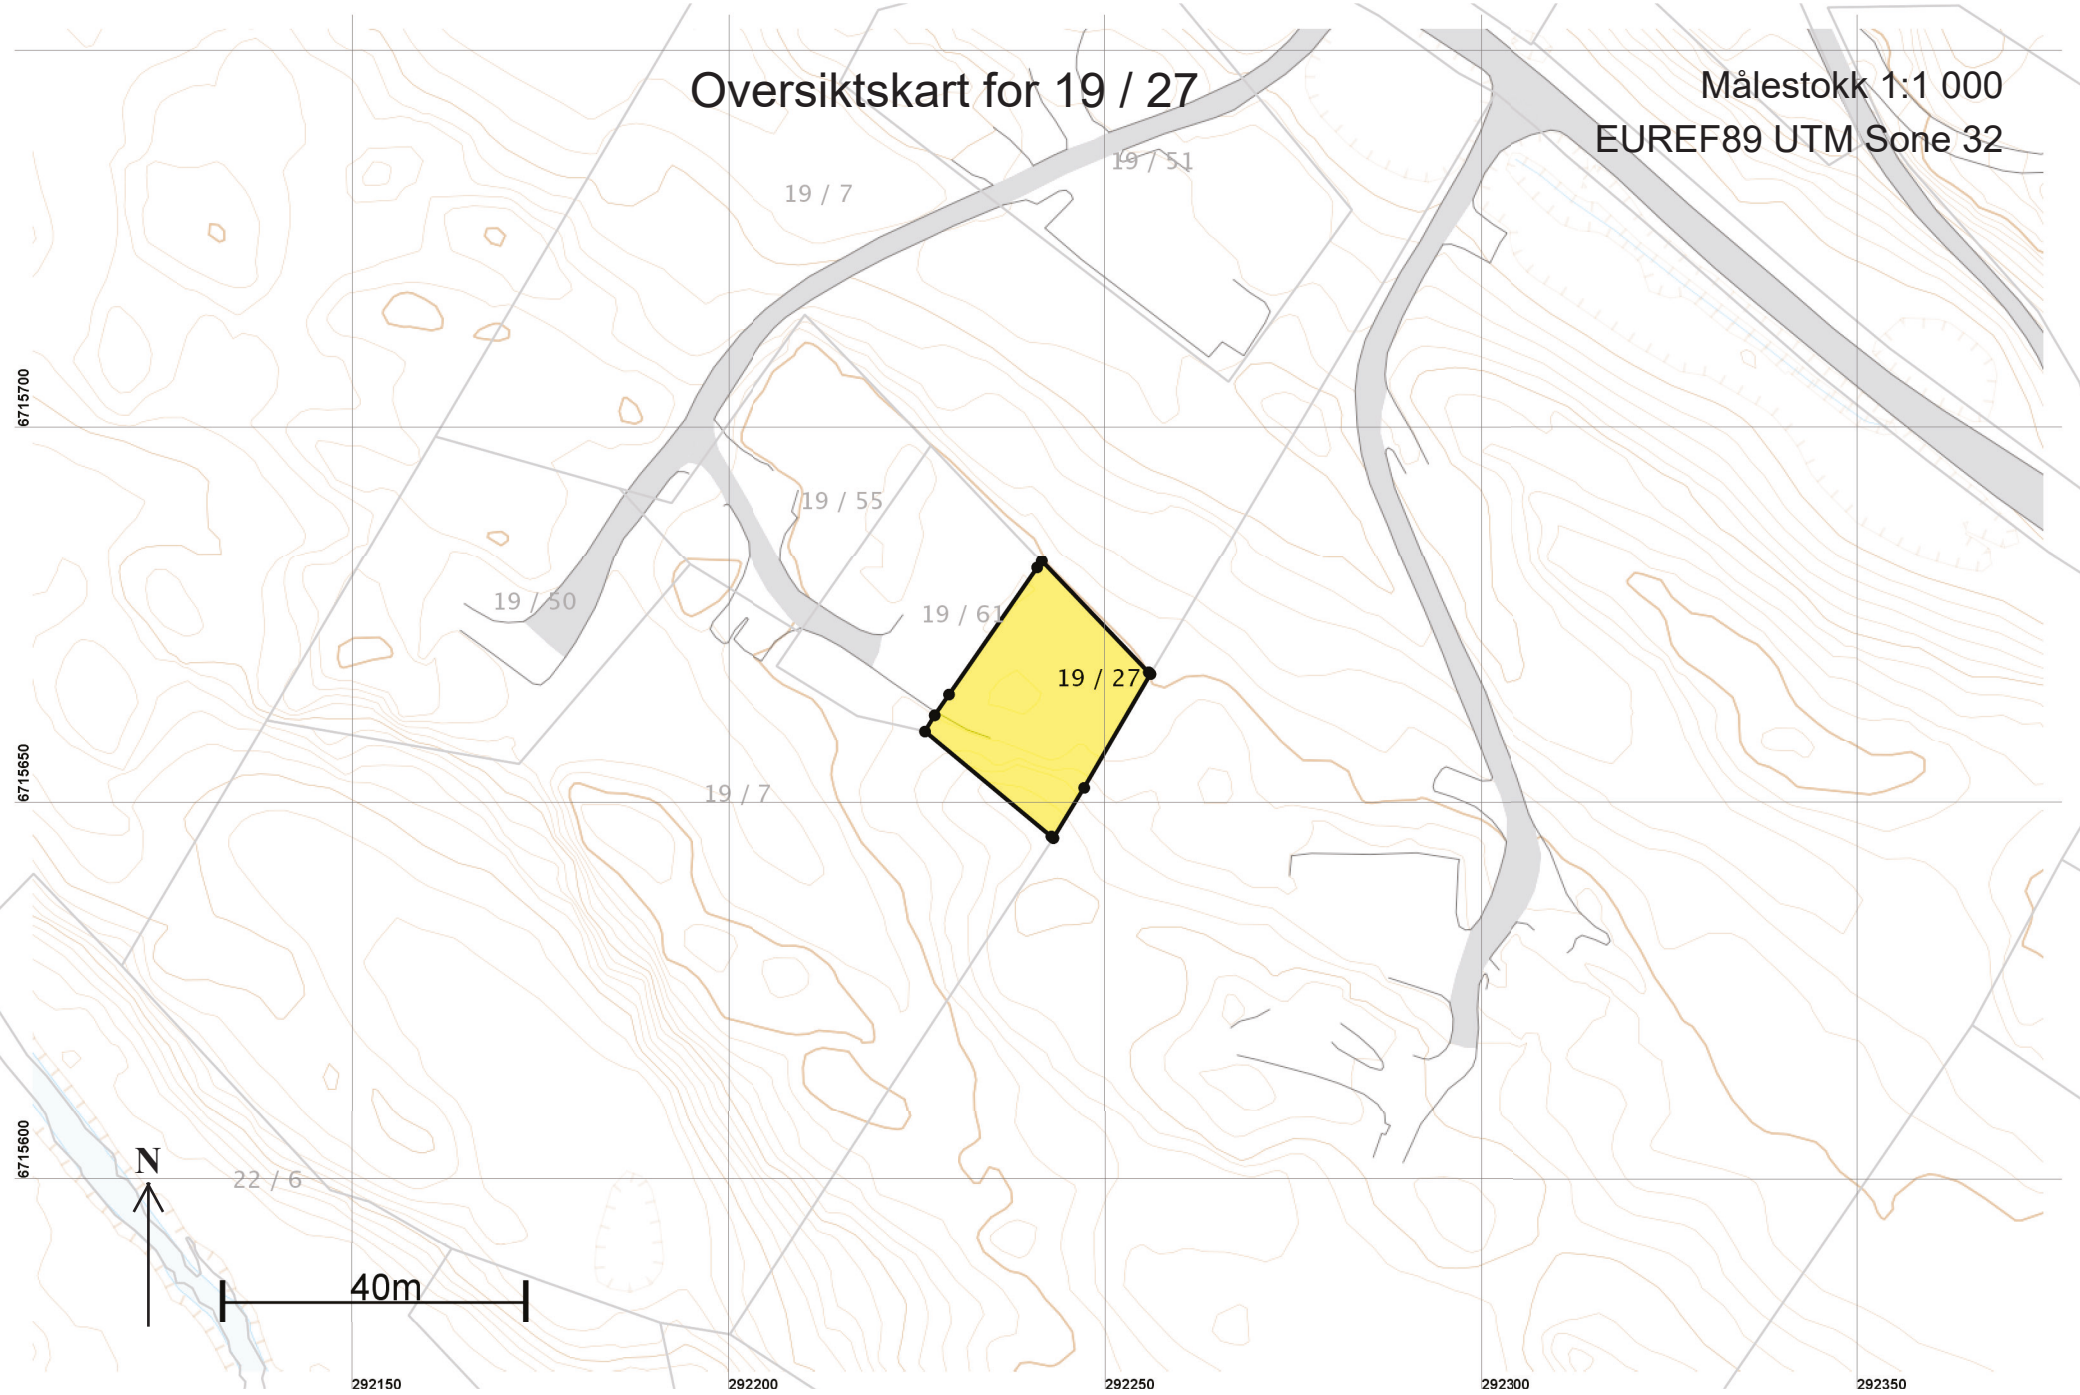 Oversiktskart for 19 / 27
Målestokk 1:1 000
EUREF89 UTM Sone 32
19 / 51
19 / 7
6715700
19 / 55
19 / 50
19 / 61
19 / 27
6715650
19 / 7
6715600
N
22 / 6
40m
292150
292200
292250
292300
292350